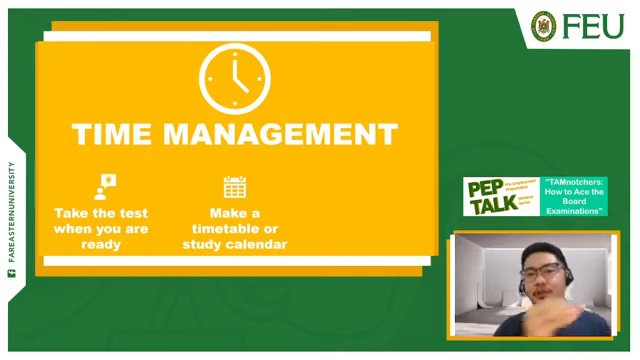 FEU
TIME MANAGEMENT
Take the test
when you are
ready
Make a
timetable or
study calendar
PEP
TALK
"TAMnotchers:
How to Ace the
Board
Examinations"
FAREASTERNUNIVERSITY